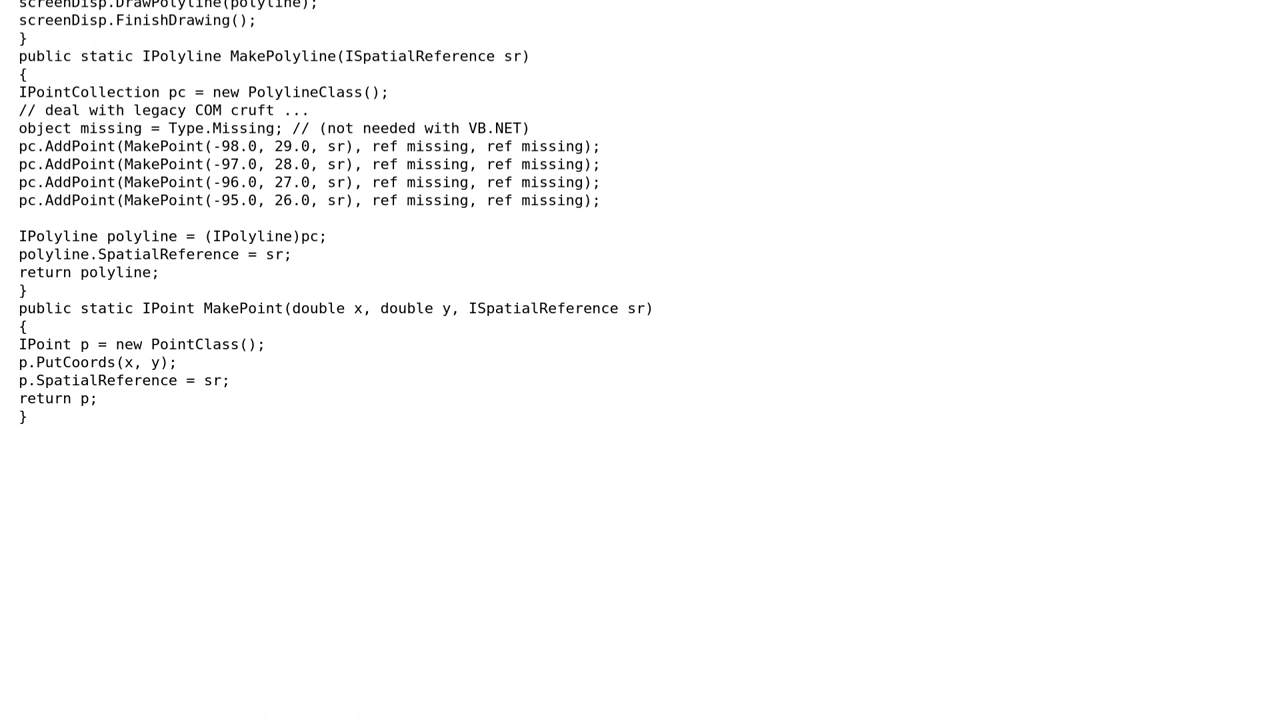 screenDisp.DrawPolyline(polyline);
screenDisp.FinishDrawing();
}
public static IPolyline MakePolyline(ISpatialReference sr)
{
IPointCollection pc = new PolylineClass();
// deal with legacy COM cruft ...
object missing = Type.Missing; // (not needed with VB.NET)
pc.AddPoint(MakePoint(-98.0, 29.0, sr), ref missing, ref missing);
pc.AddPoint(MakePoint(-97.0, 28.0, sr), ref missing, ref missing);
pc.AddPoint(MakePoint(-96.0, 27.0, sr), ref missing, ref missing);
pc.AddPoint(MakePoint(-95.0, 26.0, sr), ref missing, ref missing);

IPolyline polyline = (IPolyline)pc;
polyline.SpatialReference = sr;
return polyline;
}
public static IPoint MakePoint(double x, double y, ISpatialReference sr)
{
IPoint p = new PointClass();
p.PutCoords(x, y);
p.SpatialReference = sr;
return p;
}